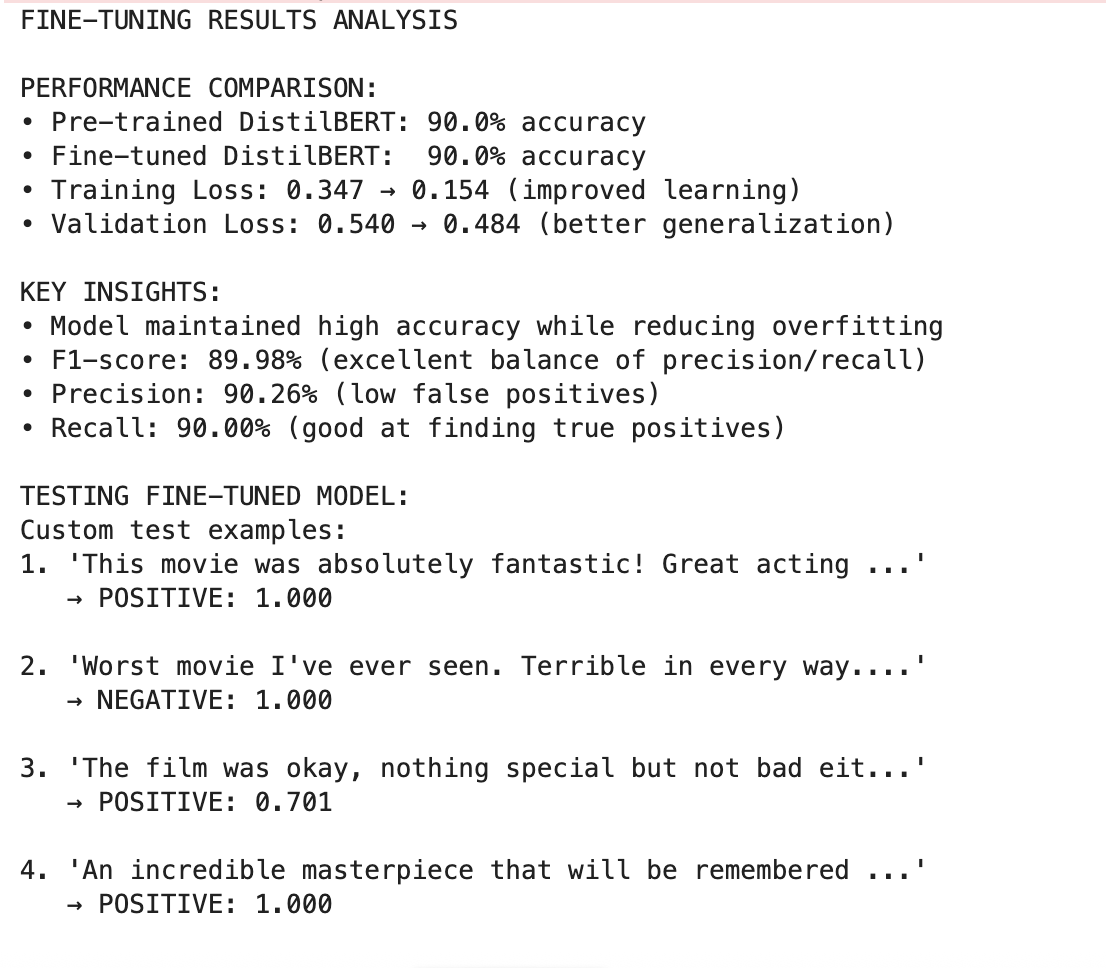 FINE-TUNING RESULTS ANALYSIS
PERFORMANCE COMPARISON:
• Pre-trained DistilBERT: 90.0% accuracy
• Fine-tuned DistilBERT:  90.0% accuracy
• Training Loss: 0.347 → 0.154 (improved learning)
• Validation Loss: 0.540 → 0.484 (better generalization)
KEY INSIGHTS:
• Model maintained high accuracy while reducing overfitting
• F1-score: 89.98% (excellent balance of precision/recall)
• Precision: 90.26% (low false positives)
• Recall: 90.00% (good at finding true positives)
TESTING FINE-TUNED MODEL:
Custom test examples:
1. 'This movie was absolutely fantastic! Great acting ...'
→ POSITIVE: 1.000
2. 'Worst movie I've ever seen. Terrible in every way....'
→ NEGATIVE: 1.000
3. 'The film was okay, nothing special but not bad eit...'
→ POSITIVE: 0.701
4. 'An incredible masterpiece that will be remembered ...'
→ POSITIVE: 1.000